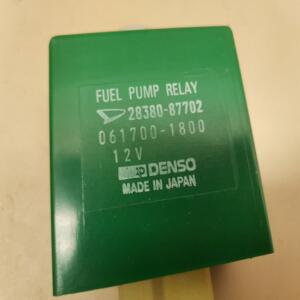 FUEL PUMP RELAY
28380-87702
061700-1800
12V
DENSO
MADE IN JAPAN